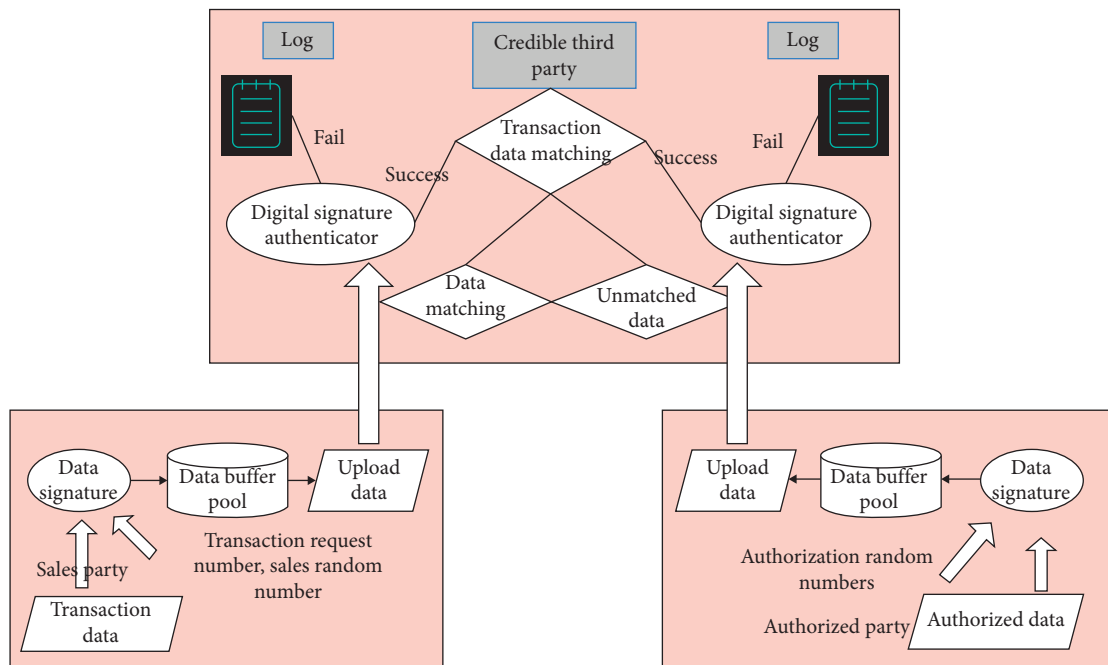 Log
Credible third
party
Log
Fail
Transaction
data matching
Fail
Success
Success
Digital signature
authenticator
Digital signature
authenticator
Data
matching
Unmatched
data
Data
signature
Data buffer
pool
Upload
data
Transaction request
number, sales random
number
Sales party
Transaction
data
Upload
data
Data buffer
pool
Data
signature
Authorization random
numbers
Authorized party
Authorized data